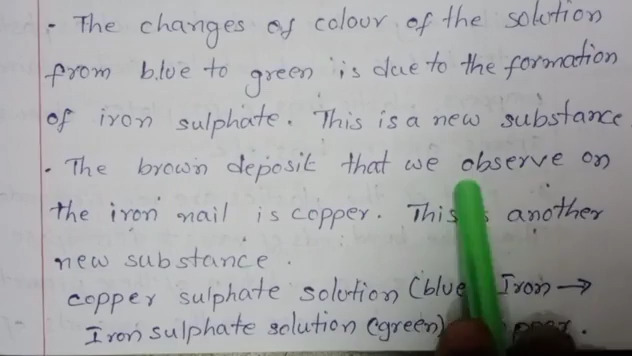 • The changes of colour of the solution
from blue to green is due to the formation
of iron sulphate. This is a new substance.
• The brown deposit that we observe on
the iron nail is copper. This another
new substance.
copper sulphate solution (blue Iron →
Iron sulphate solution (green)